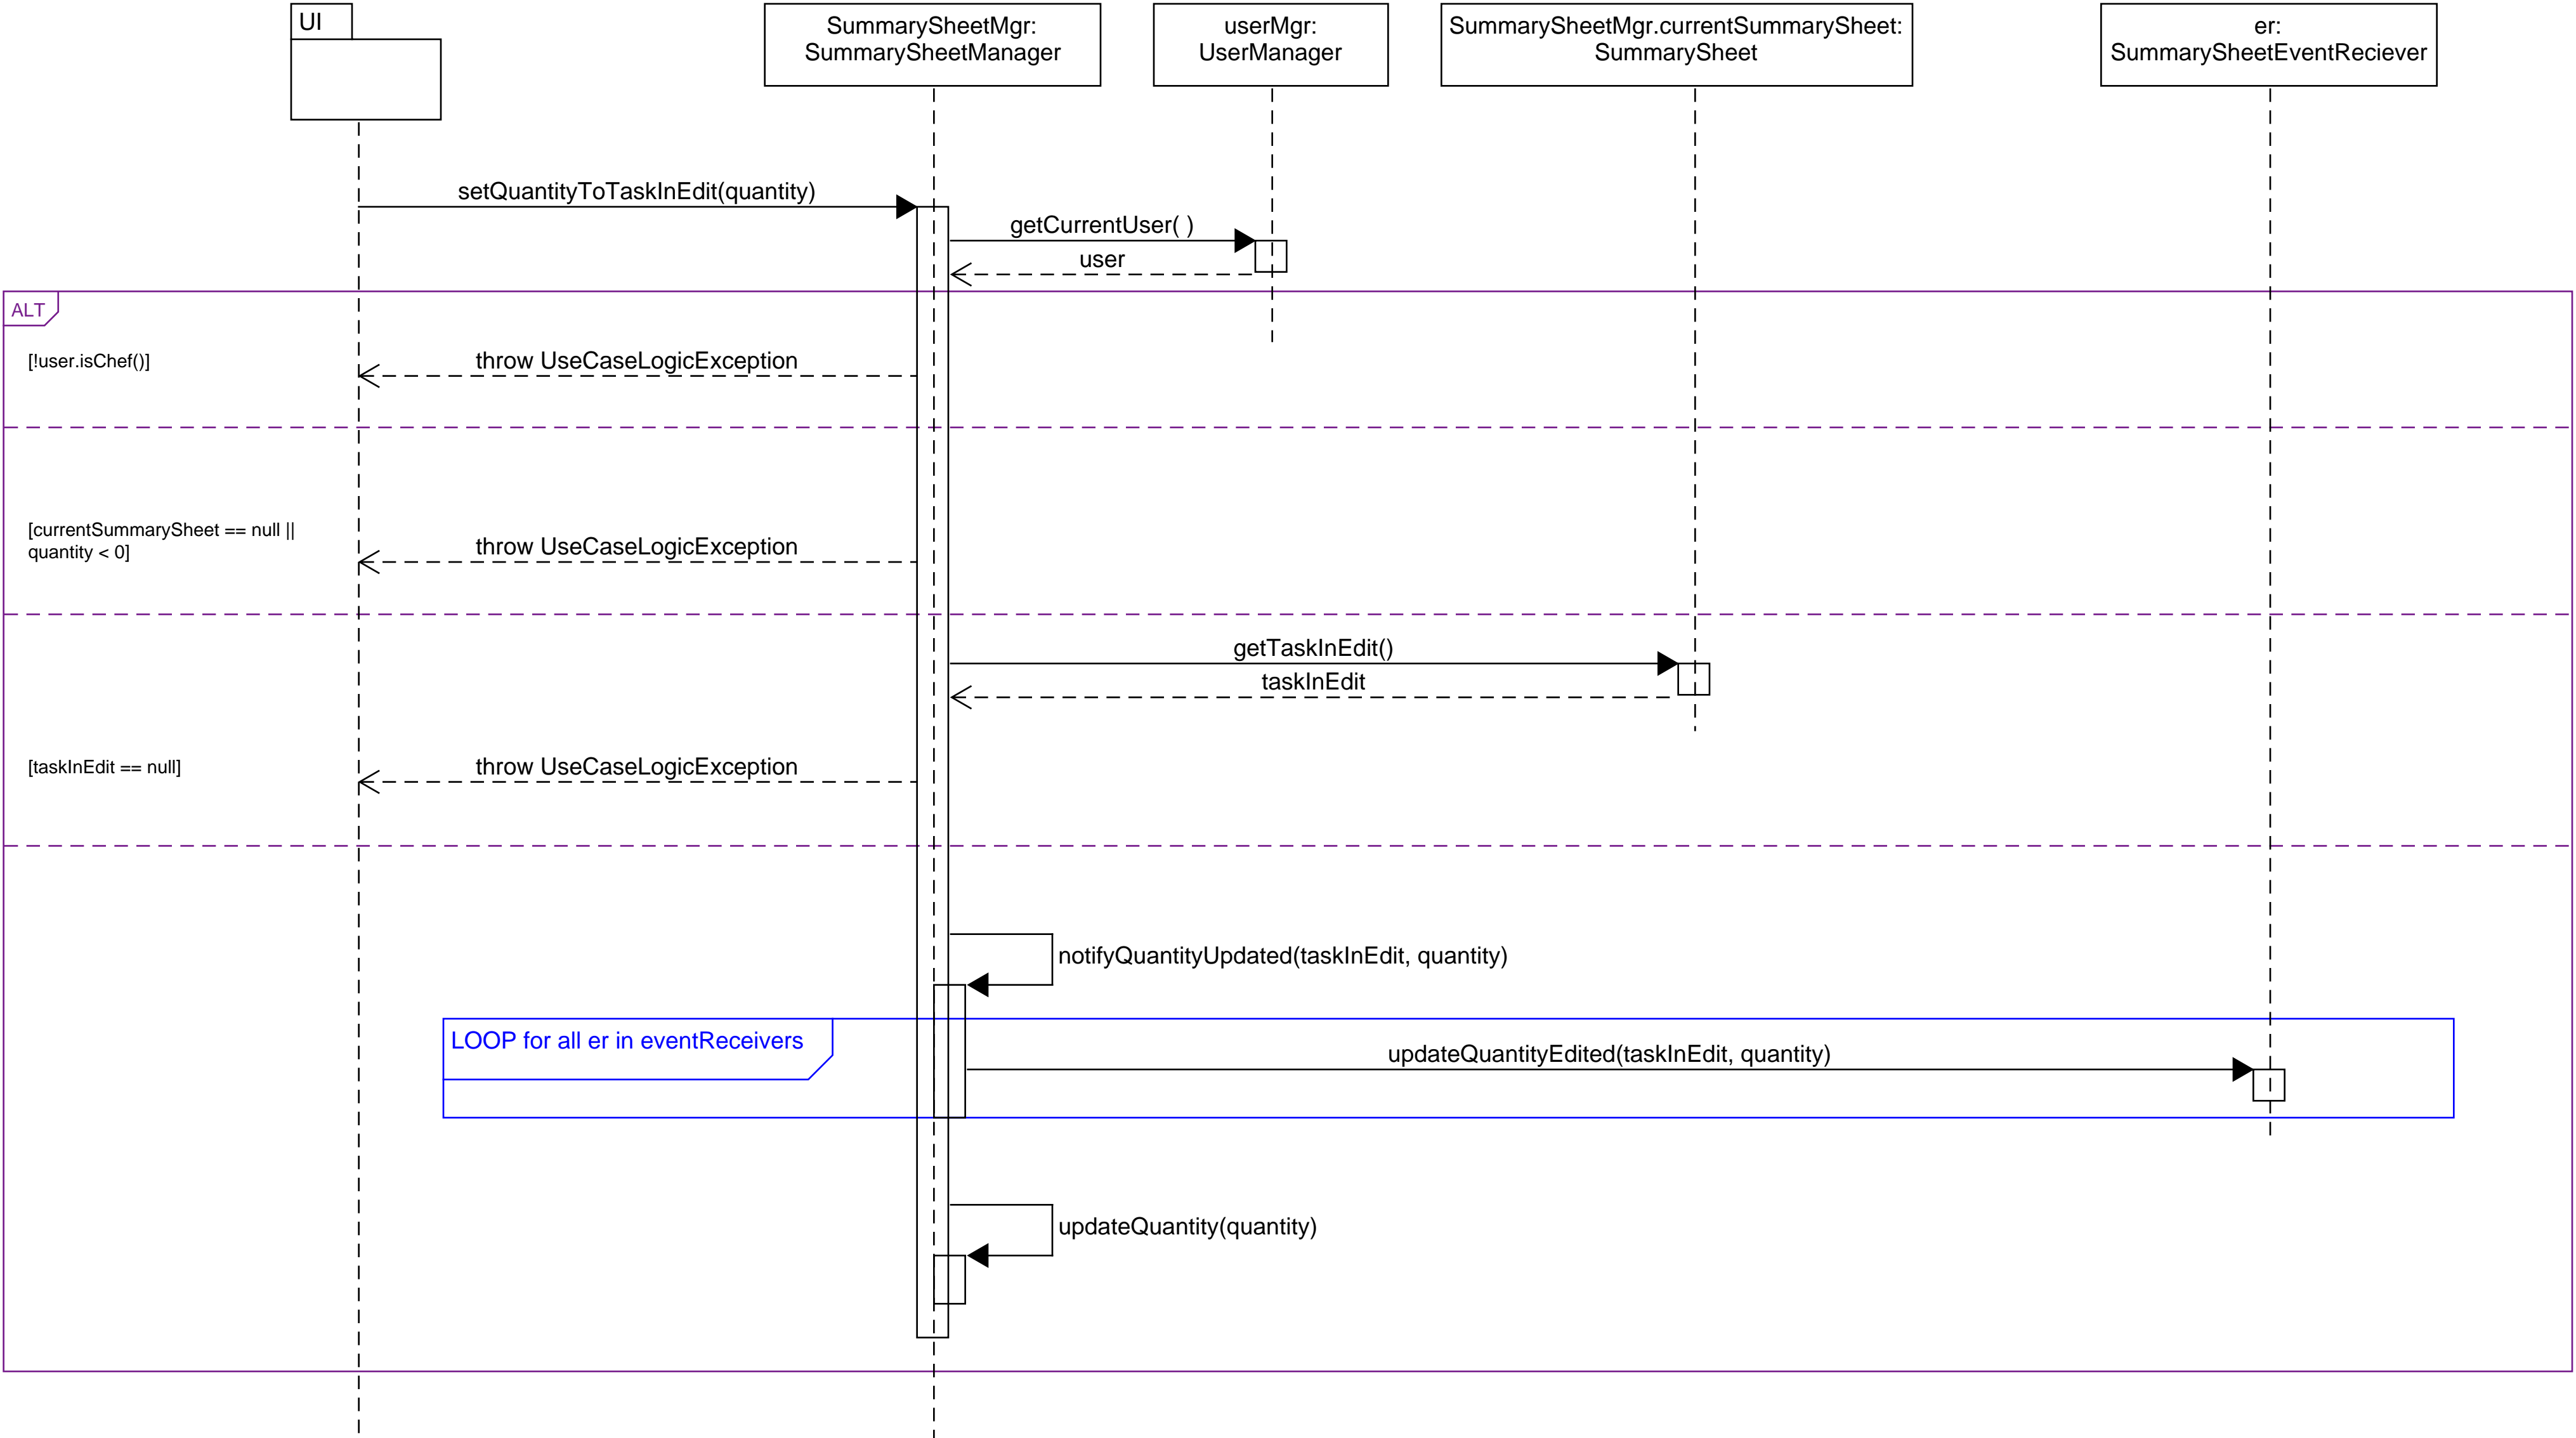 UI
SummarySheetMgr:
SummarySheetManager
userMgr:
UserManager
SummarySheetMgr.currentSummarySheet:
SummarySheet
er:
SummarySheetEventReciever
setQuantityToTaskInEdit(quantity)
getCurrentUser( )
user
ALT
[!user.isChef()]
throw UseCaseLogicException
[currentSummarySheet == null ||
quantity < 0]
throw UseCaseLogicException
getTaskInEdit()
taskInEdit
[taskInEdit == null]
throw UseCaseLogicException
notifyQuantityUpdated(taskInEdit, quantity)
LOOP for all er in eventReceivers
updateQuantityEdited(taskInEdit, quantity)
updateQuantity(quantity)